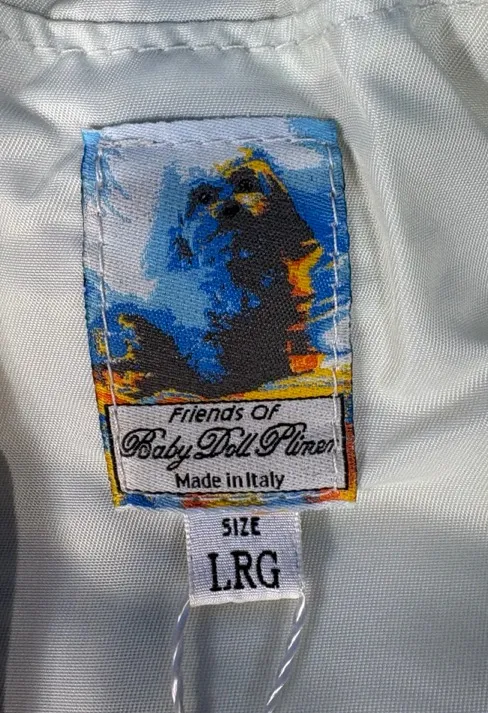 Friends Of
Baby Doll Pliner
Made in Italy
SIZE
LRG